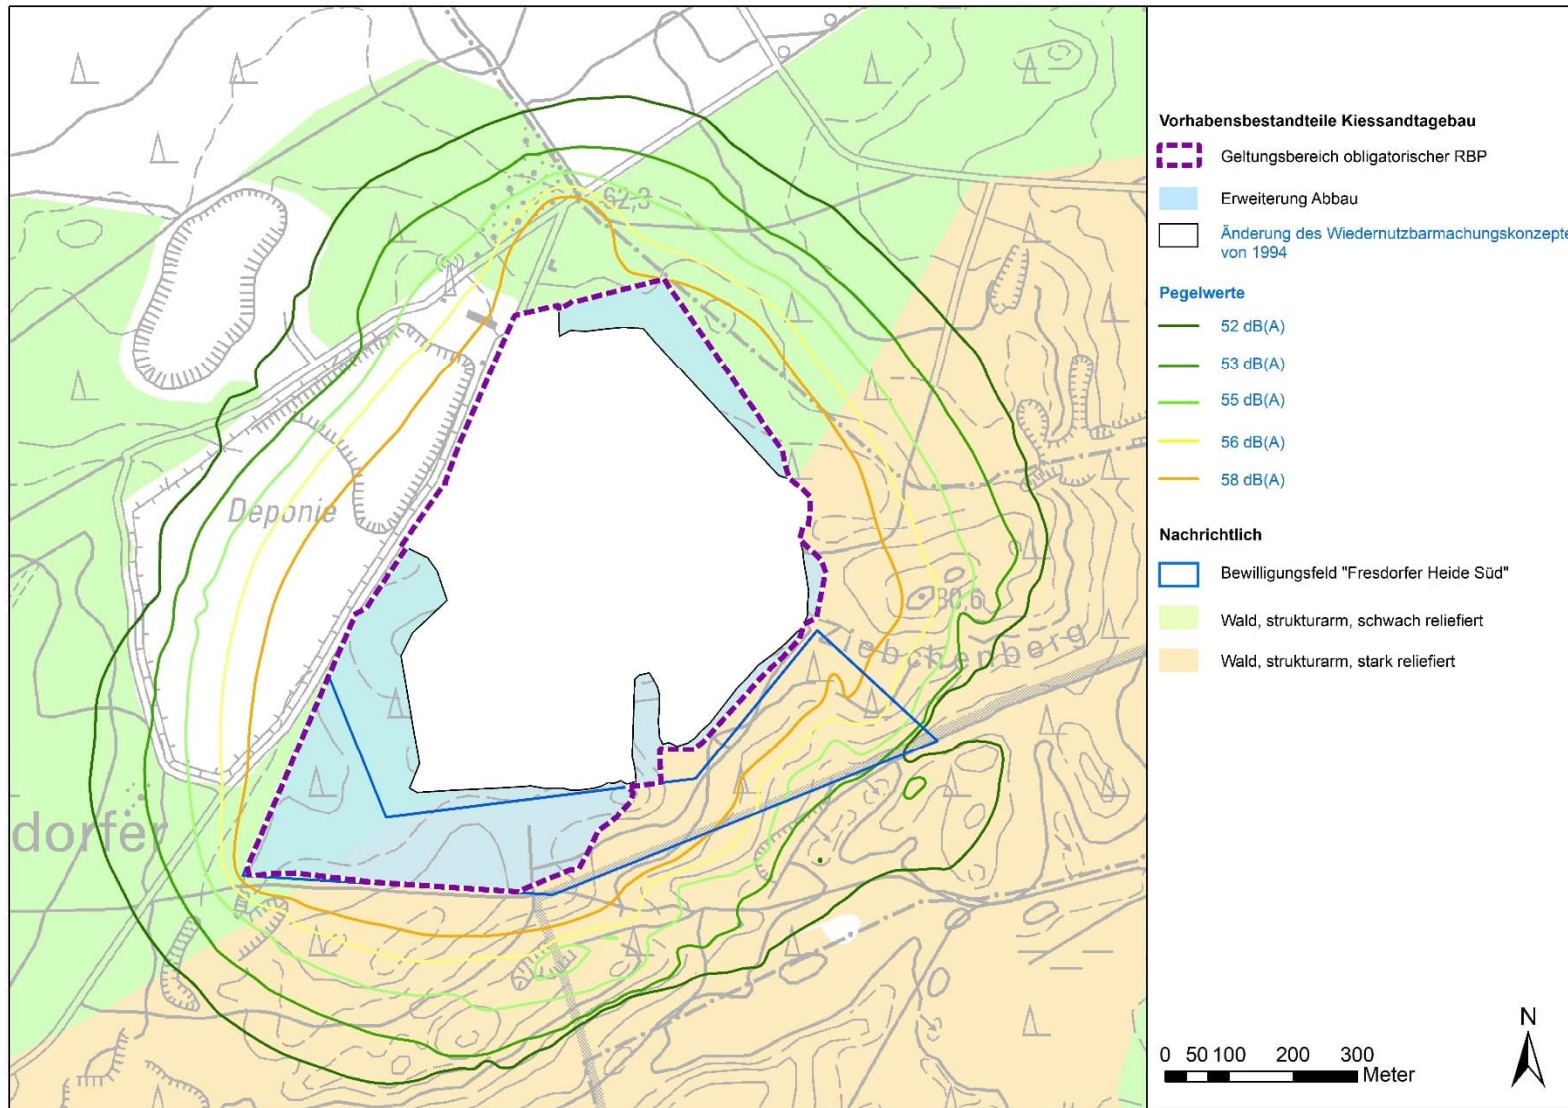 62,3
Deponie
80,6
Liebchenberg
dorfer
Vorhabensbestandteile Kiessandtagebau
Geltungsbereich obligatorischer RBP
Erweiterung Abbau
Änderung des Wiedernutzbarmachungskonzepte
von 1994
Pegelwerte
52 dB(A)
53 dB(A)
55 dB(A)
56 dB(A)
58 dB(A)
Nachrichtlich
Bewilligungsfeld "Fresdorfer Heide Süd"
Wald, strukturarm, schwach reliefiert
Wald, strukturarm, stark reliefiert
N
0 50 100 200 300
Meter